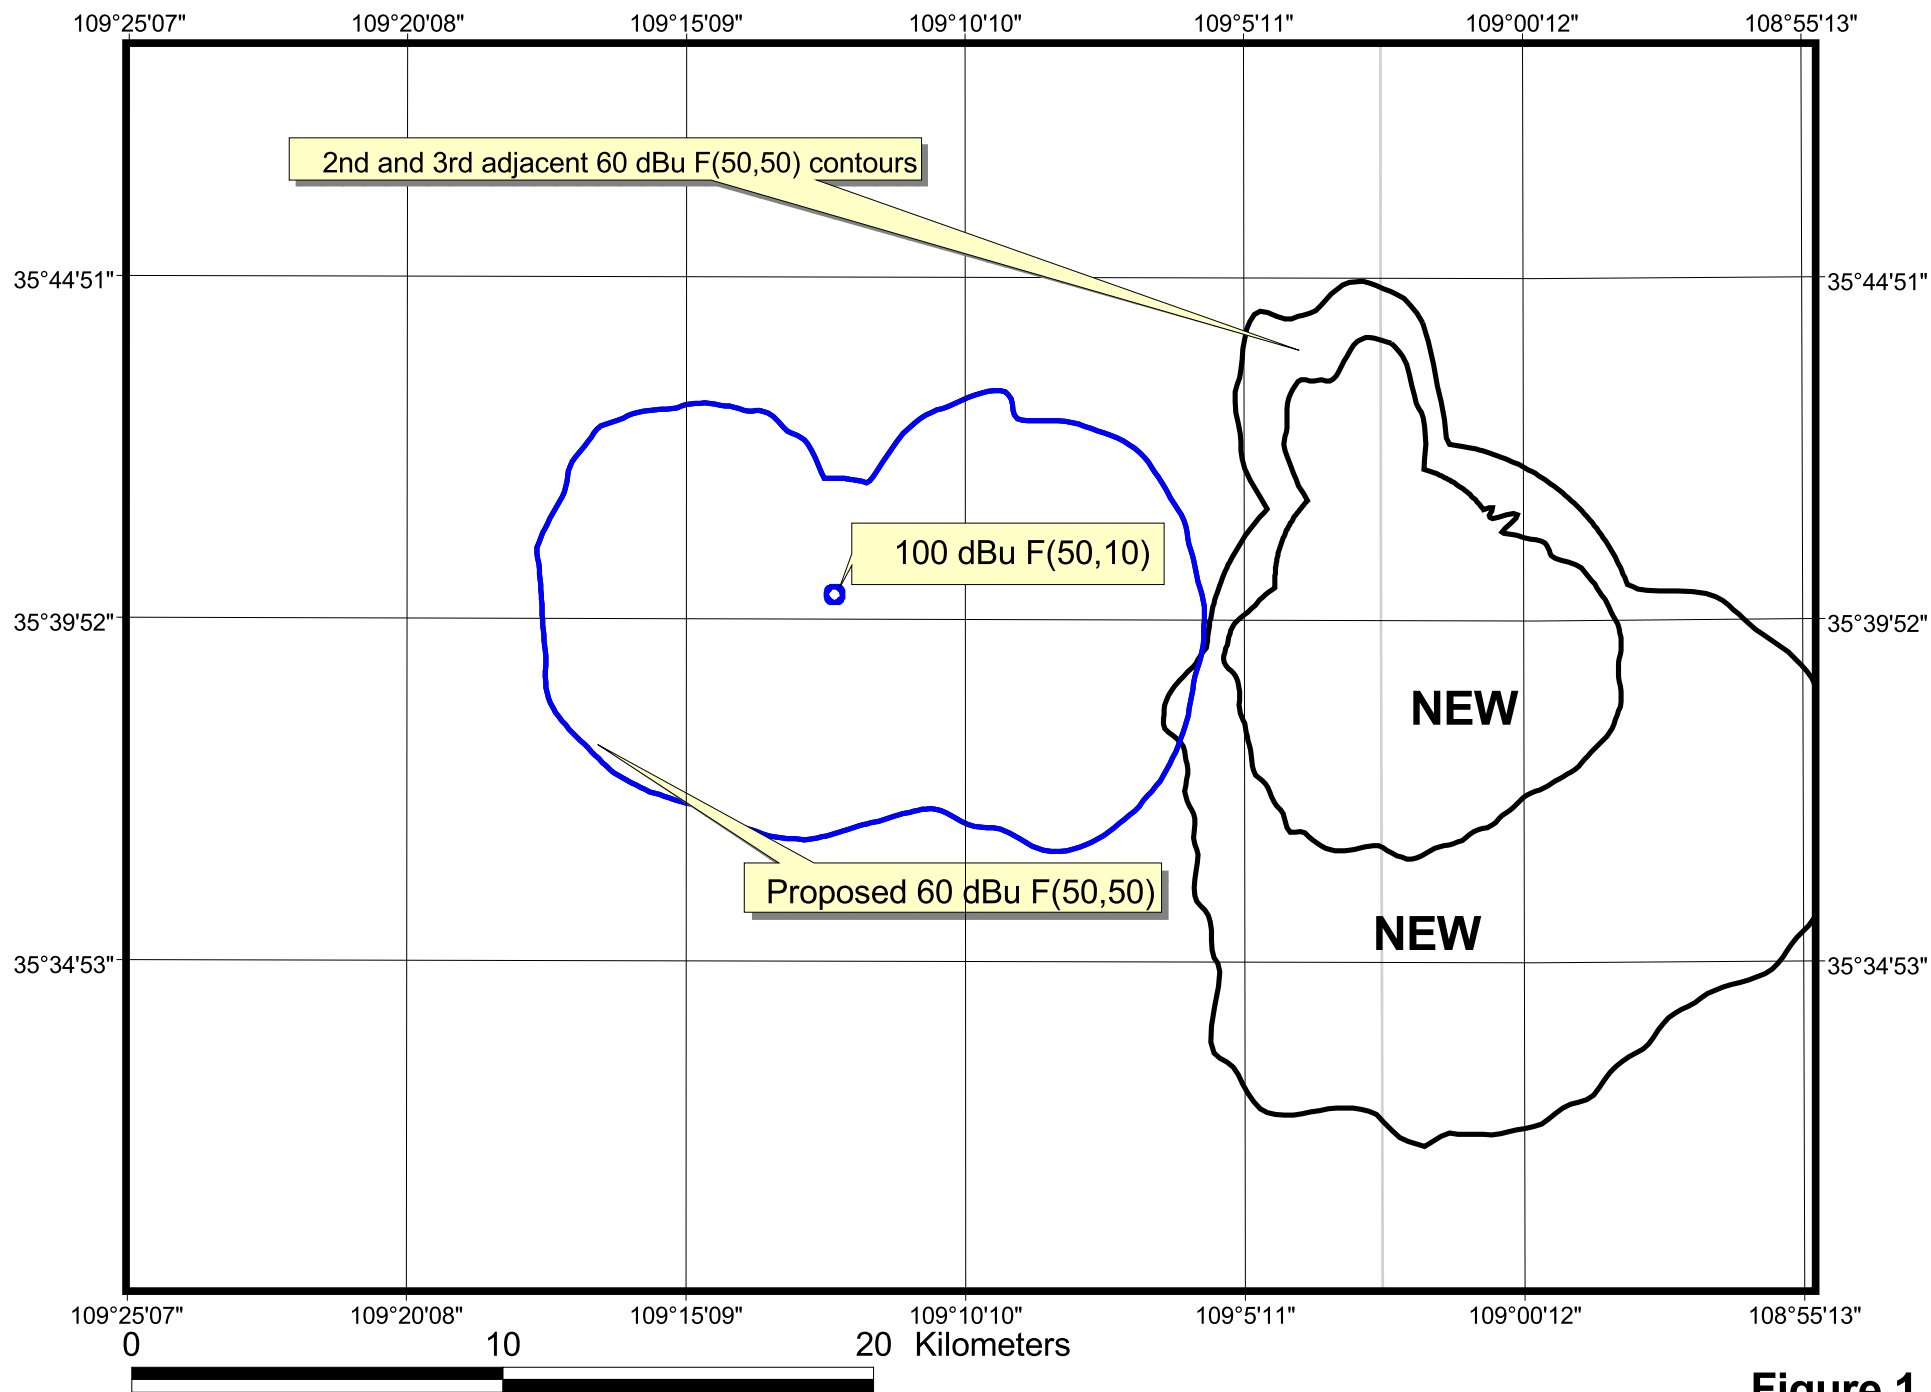 109°25'07" 109°20'08" 109°15'09" 109°10'10" 109°5'11" 109°00'12" 108°55'13"
2nd and 3rd adjacent 60 dBu F(50,50) contours
35°44'51" 35°44'51"
100 dBu F(50,10)
35°39'52" 35°39'52"
NEW
Proposed 60 dBu F(50,50)
NEW
35°34'53" 35°34'53"
109°25'07" 109°20'08" 109°15'09" 109°10'10" 109°5'11" 109°00'12" 108°55'13"
0 10 20 Kilometers
Figure 1